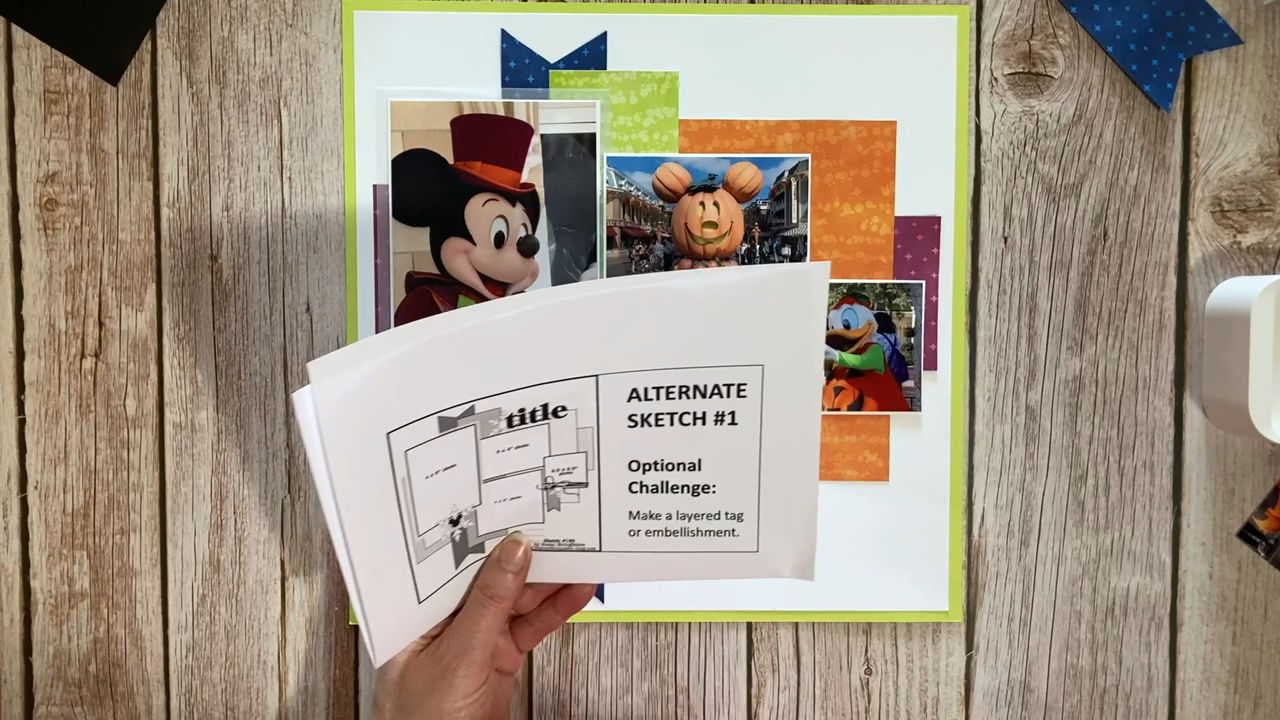 title
ALTERNATE
SKETCH #1
Optional
Challenge:
Make a layered tag
or embellishment.